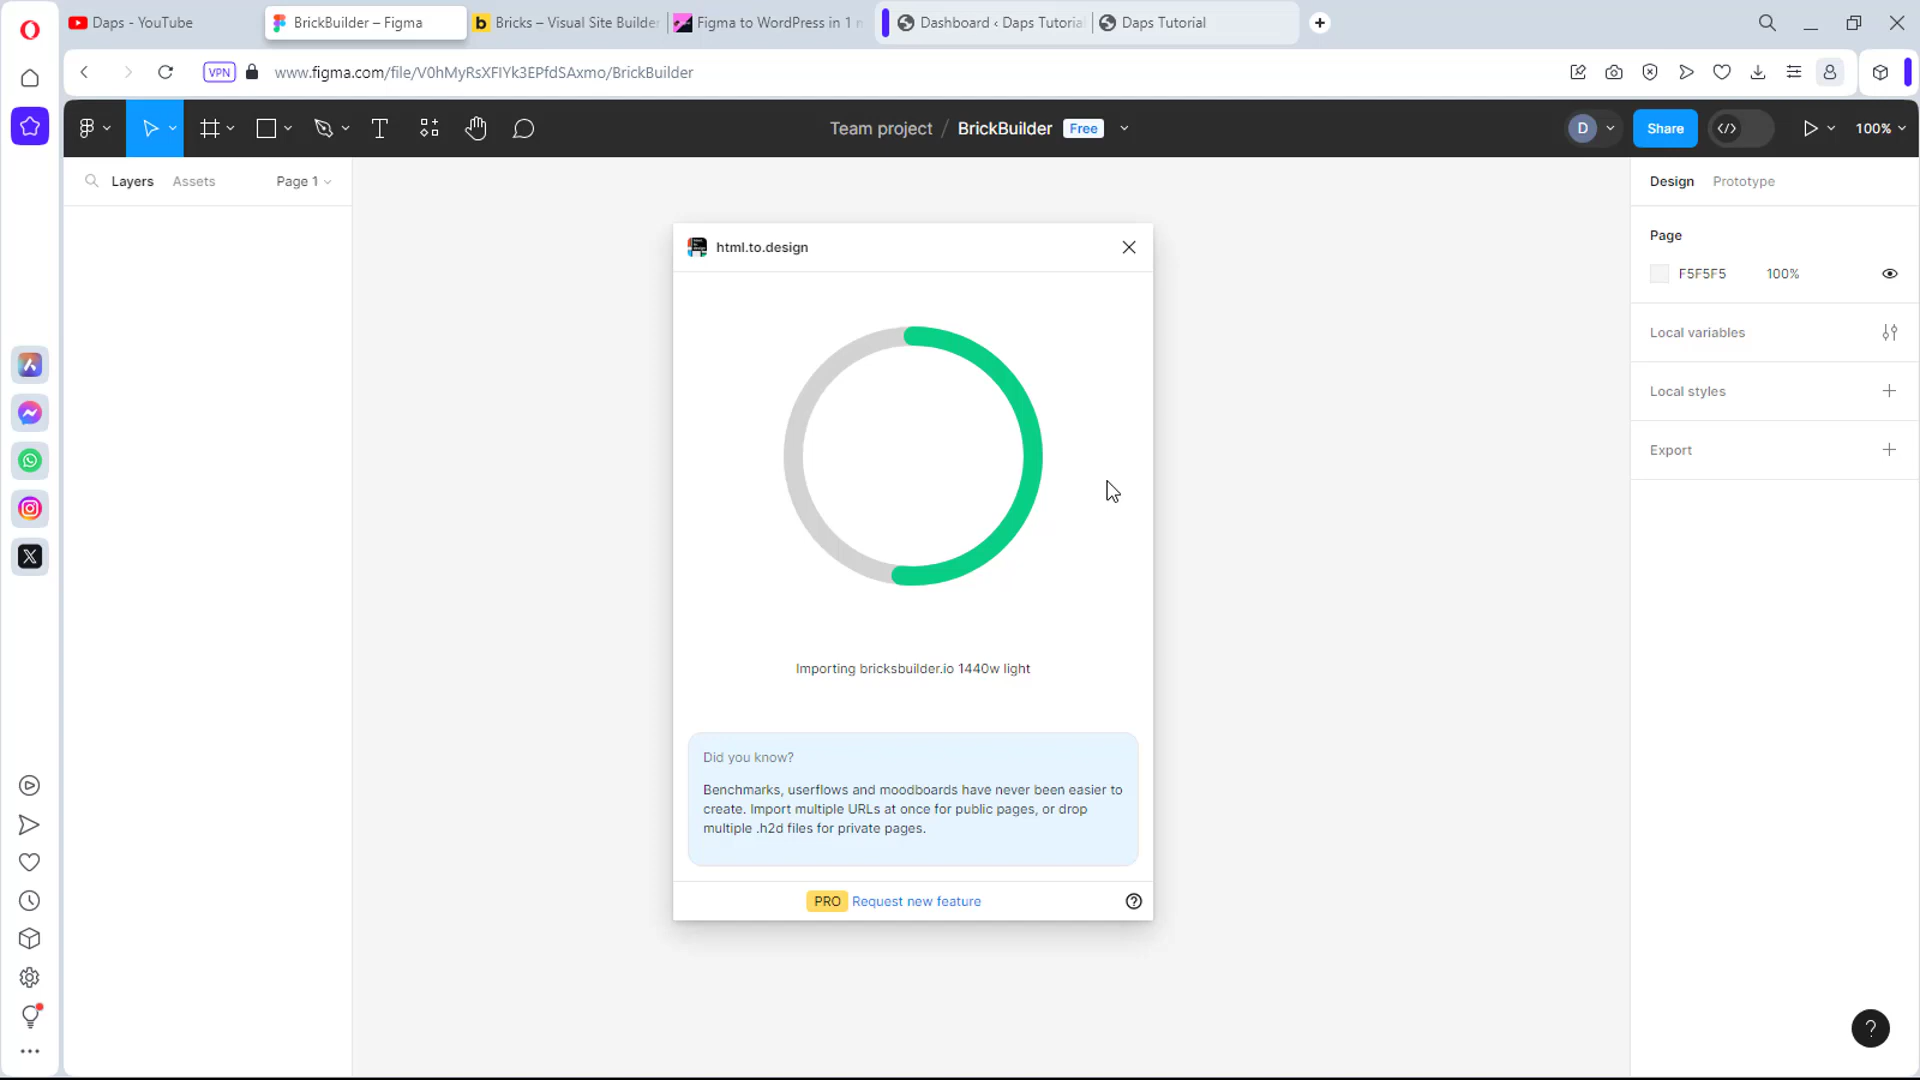 Daps - YouTube
BrickBuilder – Figma
Bricks – Visual Site Builder
Figma to WordPress in 1
Dashboard ‹ Daps Tutorial
Daps Tutorial
VPN
www.figma.com/file/V0hMyRsXFIYk3EPfdSAxmo/BrickBuilder
Team project / BrickBuilder Free
D
Share
100%
Layers
Assets
Page 1
Design
Prototype
html.to.design
Page
F5F5F5 100%
Local variables
Local styles
Export
Importing bricksbuilder.io 1440w light
Did you know?
Benchmarks, userflows and moodboards have never been easier to
create. Import multiple URLs at once for public pages, or drop
multiple .h2d files for private pages.
PRO Request new feature
?
?